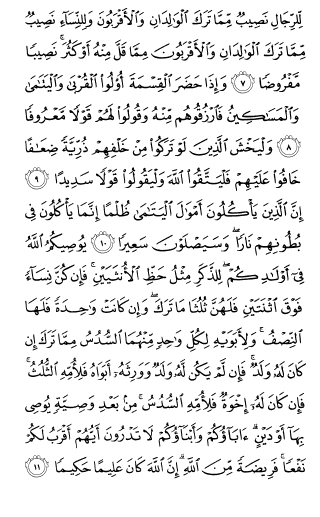 لِّلرِّجَالِ نَصِيبٌ مِّمَّا تَرَكَ ٱلْوَٰلِدَانِ وَٱلْأَقْرَبُونَ وَلِلنِّسَآءِ نَصِيبٌ
مِّمَّا تَرَكَ ٱلْوَٰلِدَانِ وَٱلْأَقْرَبُونَ مِمَّا قَلَّ مِنْهُ أَوْ كَثُرَ ۚ نَصِيبًا
مَّفْرُوضًا ٧ وَإِذَا حَضَرَ ٱلْقِسْمَةَ أُو۟لُوا۟ ٱلْقُرْبَىٰ وَٱلْيَتَٰمَىٰ
وَٱلْمَسَٰكِينُ فَٱرْزُقُوهُم مِّنْهُ وَقُولُوا۟ لَهُمْ قَوْلًا مَّعْرُوفًا
٨ وَلْيَخْشَ ٱلَّذِينَ لَوْ تَرَكُوا۟ مِنْ خَلْفِهِمْ ذُرِّيَّةً ضِعَٰفًا
خَافُوا۟ عَلَيْهِمْ فَلْيَتَّقُوا۟ ٱللَّهَ وَلْيَقُولُوا۟ قَوْلًا سَدِيدًا ٩
إِنَّ ٱلَّذِينَ يَأْكُلُونَ أَمْوَٰلَ ٱلْيَتَٰمَىٰ ظُلْمًا إِنَّمَا يَأْكُلُونَ فِى
بُطُونِهِمْ نَارًا ۖ وَسَيَصْلَوْنَ سَعِيرًا ١٠ يُوصِيكُمُ ٱللَّهُ
فِىٓ أَوْلَٰدِكُمْ ۖ لِلذَّكَرِ مِثْلُ حَظِّ ٱلْأُنثَيَيْنِ ۚ فَإِن كُنَّ نِسَآءً
فَوْقَ ٱثْنَتَيْنِ فَلَهُنَّ ثُلُثَا مَا تَرَكَ ۖ وَإِن كَانَتْ وَٰحِدَةً فَلَهَا
ٱلنِّصْفُ ۚ وَلِأَبَوَيْهِ لِكُلِّ وَٰحِدٍ مِّنْهُمَا ٱلسُّدُسُ مِمَّا تَرَكَ إِن
كَانَ لَهُۥ وَلَدٌ ۚ فَإِن لَّمْ يَكُن لَّهُۥ وَلَدٌ وَوَرِثَهُۥٓ أَبَوَاهُ فَلِأُمِّهِ ٱلثُّلُثُ ۚ
فَإِن كَانَ لَهُۥٓ إِخْوَةٌ فَلِأُمِّهِ ٱلسُّدُسُ ۚ مِنۢ بَعْدِ وَصِيَّةٍ يُوصِى
بِهَآ أَوْ دَيْنٍ ۗ ءَابَآؤُكُمْ وَأَبْنَآؤُكُمْ لَا تَدْرُونَ أَيُّهُمْ أَقْرَبُ لَكُمْ
نَفْعًا ۚ فَرِيضَةً مِّنَ ٱللَّهِ ۗ إِنَّ ٱللَّهَ كَانَ عَلِيمًا حَكِيمًا ١١